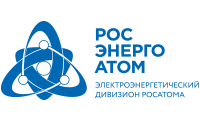 РОС
ЭНЕРГО
АТОМ
ЭЛЕКТРОЭНЕРГЕТИЧЕСКИЙ
ДИВИЗИОН РОСАТОМА